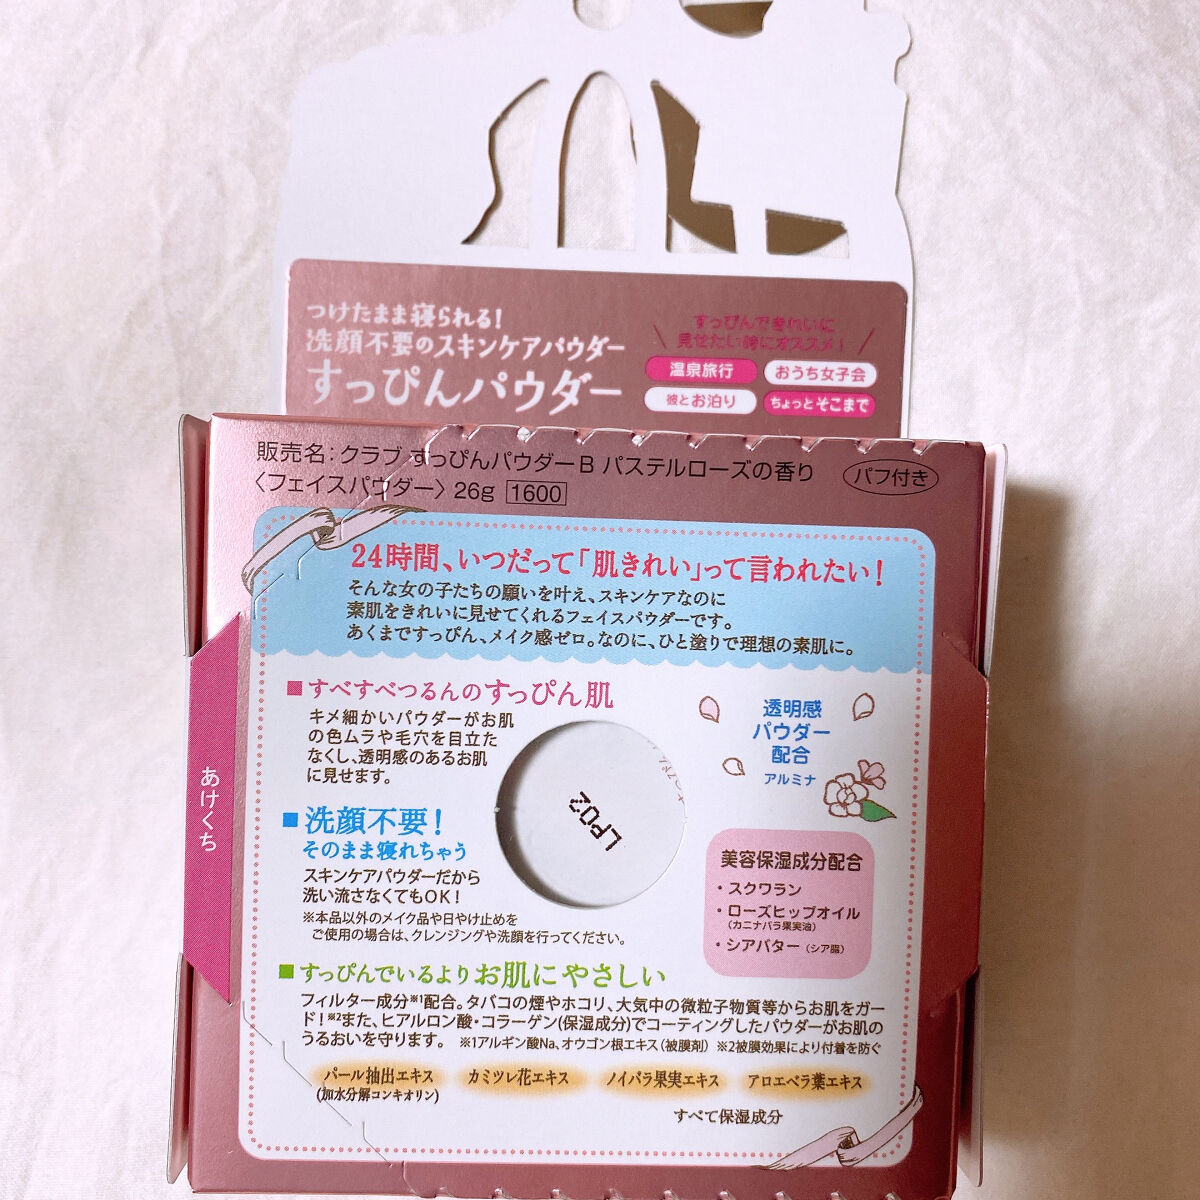 つけたまま寝られる!
洗顔不要のスキンケアパウダー
すっぴんパウダー
すっぴんできれいに
見せたい時にオススメ!
温泉旅行
おうち女子会
彼とお泊り
ちょっとそこまで
販売名:クラブ すっぴんパウダーB パステルローズの香り
パフ付き
〈フェイスパウダー〉26g 1600
24時間、いつだって「肌きれい」って言われたい!
そんな女の子たちの願いを叶え、スキンケアなのに
素肌をきれいに見せてくれるフェイスパウダーです。
あくまですっぴん、メイク感ゼロ。なのに、ひと塗りで理想の素肌に。
■すべすべつるんのすっぴん肌
キメ細かいパウダーがお肌
の色ムラや毛穴を目立た
なくし、透明感のあるお肌
に見せます。
透明感
パウダー
配合
アルミナ
あけくち
LP02
■洗顔不要!
そのまま寝れちゃう
スキンケアパウダーだから
洗い流さなくてもOK!
※本品以外のメイク品や日やけ止めを
ご使用の場合は、クレンジングや洗顔を行ってください。
美容保湿成分配合
・スクワラン
・ローズヒップオイル
(カニナバラ果実油)
・シアバター(シア脂)
■すっぴんでいるよりお肌にやさしい
フィルター成分※1配合。タバコの煙やホコリ、大気中の微粒子物質等からお肌をガー
ド!※2また、ヒアルロン酸・コラーゲン(保湿成分)でコーティングしたパウダーがお肌の
うるおいを守ります。 ※1アルギン酸Na、オウゴン根エキス(被膜剤) ※2被膜効果により付着を防ぐ
パール抽出エキス
(加水分解コンキオリン)
カミツレ花エキス
ノイバラ果実エキス
アロエベラ葉エキス
すべて保湿成分